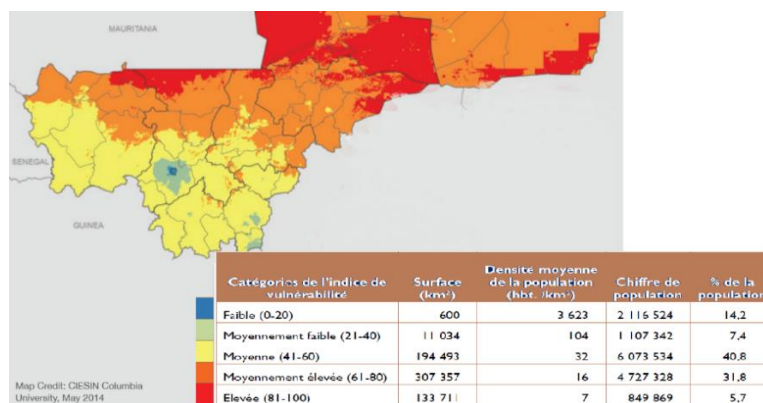 MAURITANIA
SENEGAL
GUINEA
Catégories de l'indice de vulnérabilité Surface (km²) Densité moyenne de la population (hbt. /km²) Chiffre de population % de la population
Faible (0-20) 600 3 623 2 116 524 14,2
Moyennement faible (21-40) 11 034 104 1 107 342 7,4
Moyenne (41-60) 194 493 32 6 073 534 40,8
Moyennement élevée (61-80) 307 357 16 4 727 328 31,8
Elevée (81-100) 133 711 7 849 869 5,7
Map Credit: CIESIN Columbia
University, May 2014